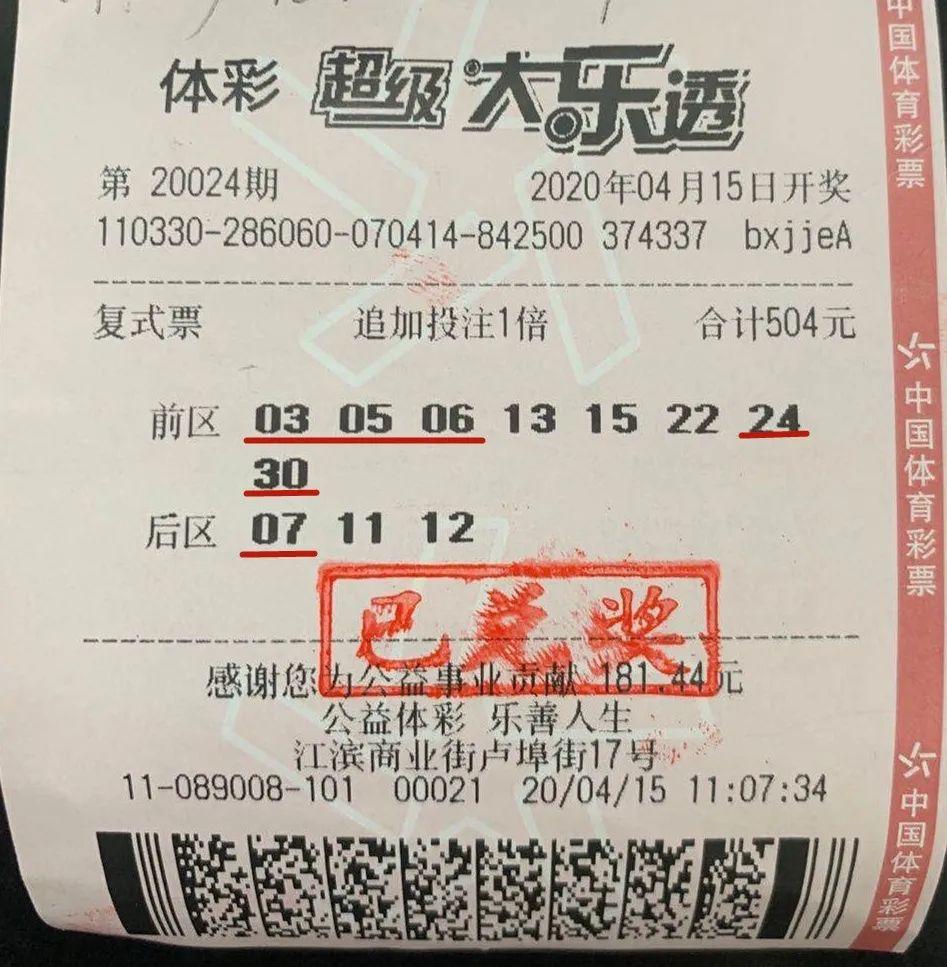 体彩 超级大乐透
第 20024期 2020年04月15日开奖
110330-286060-070414-842500 374337 bxjjeA
复式票 追加投注1倍 合计504元
前区 03 05 06 13 15 22 24
30
后区 07 11 12
已兑奖
感谢您为公益事业贡献 181.44元
公益体彩 乐善人生
江滨商业街卢埠街17号
11-089008-101 00021 20/04/15 11:07:34
中国体育彩票
中国体育彩票
中国体育彩票